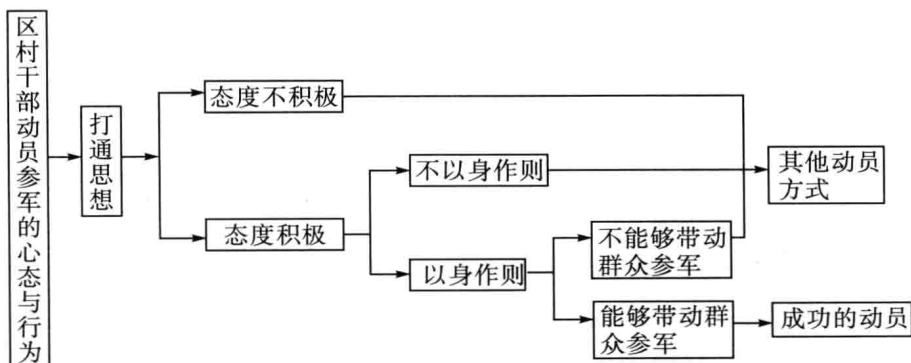 区村干部动员参军的心态与行为
打通思想
态度不积极
态度积极
不以身作则
以身作则
不能够带动
群众参军
能够带动群
众参军
其他动员
方式
成功的动员